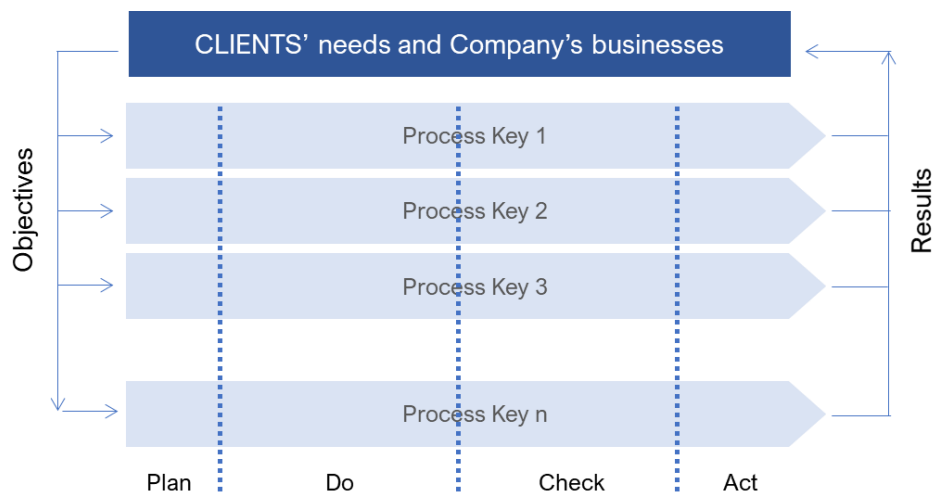 CLIENTS’ needs and Company’s businesses
Objectives
Process Key 1
Process Key 2
Process Key 3
Process Key n
Results
Plan
Do
Check
Act